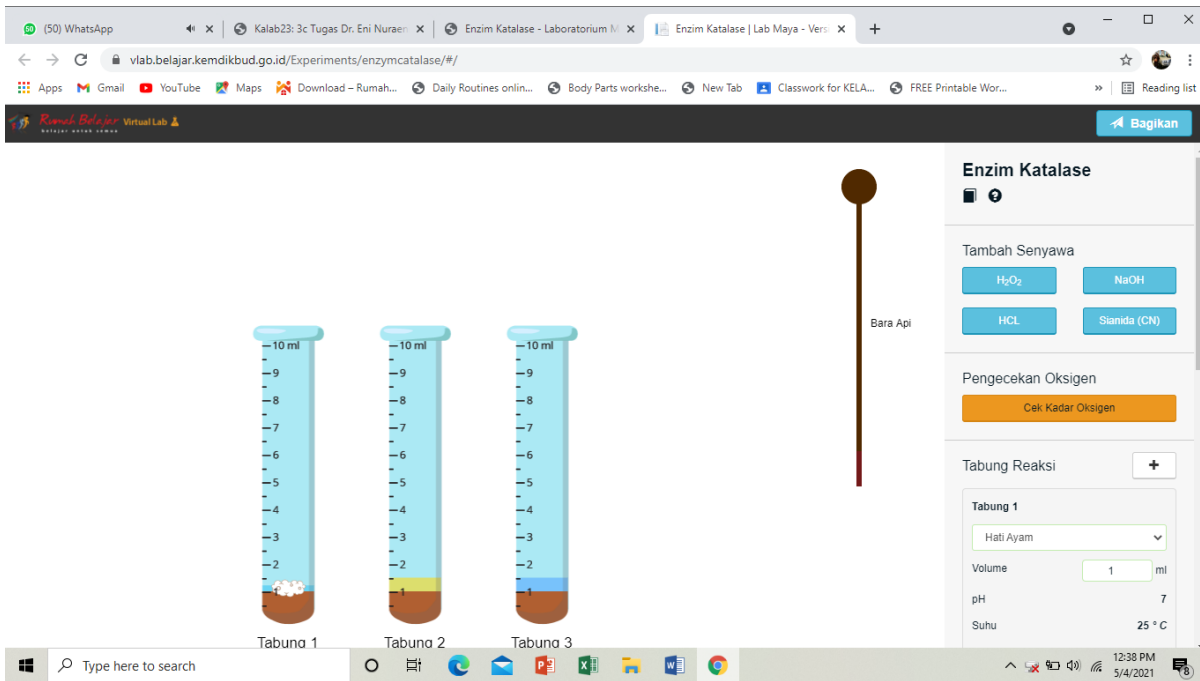 50 (50) WhatsApp
Kalab23: 3c Tugas Dr. Eni Nuraen
Enzim Katalase - Laboratorium M
Enzim Katalase | Lab Maya - Versi
vlab.belajar.kemdikbud.go.id/Experiments/enzymcatalase/#/
Apps Gmail YouTube Maps Download – Rumah... Daily Routines onlin... Body Parts workshe... New Tab Classwork for KELA... FREE Printable Wor... » Reading list
Rumah Belajar Virtual Lab Bagikan
belajar untuk semua
Enzim Katalase
Tambah Senyawa
H₂O₂ NaOH
HCL Sianida (CN)
Pengecekan Oksigen
Cek Kadar Oksigen
Tabung Reaksi +
Tabung 1
Hati Ayam
Volume 1 ml
pH 7
Suhu 25 ° C
Bara Api
10 ml 10 ml 10 ml
9 9 9
8 8 8
7 7 7
6 6 6
5 5 5
4 4 4
3 3 3
2 2 2
1 1 1
Tabung 1 Tabung 2 Tabung 3
Type here to search
12:38 PM
5/4/2021
8